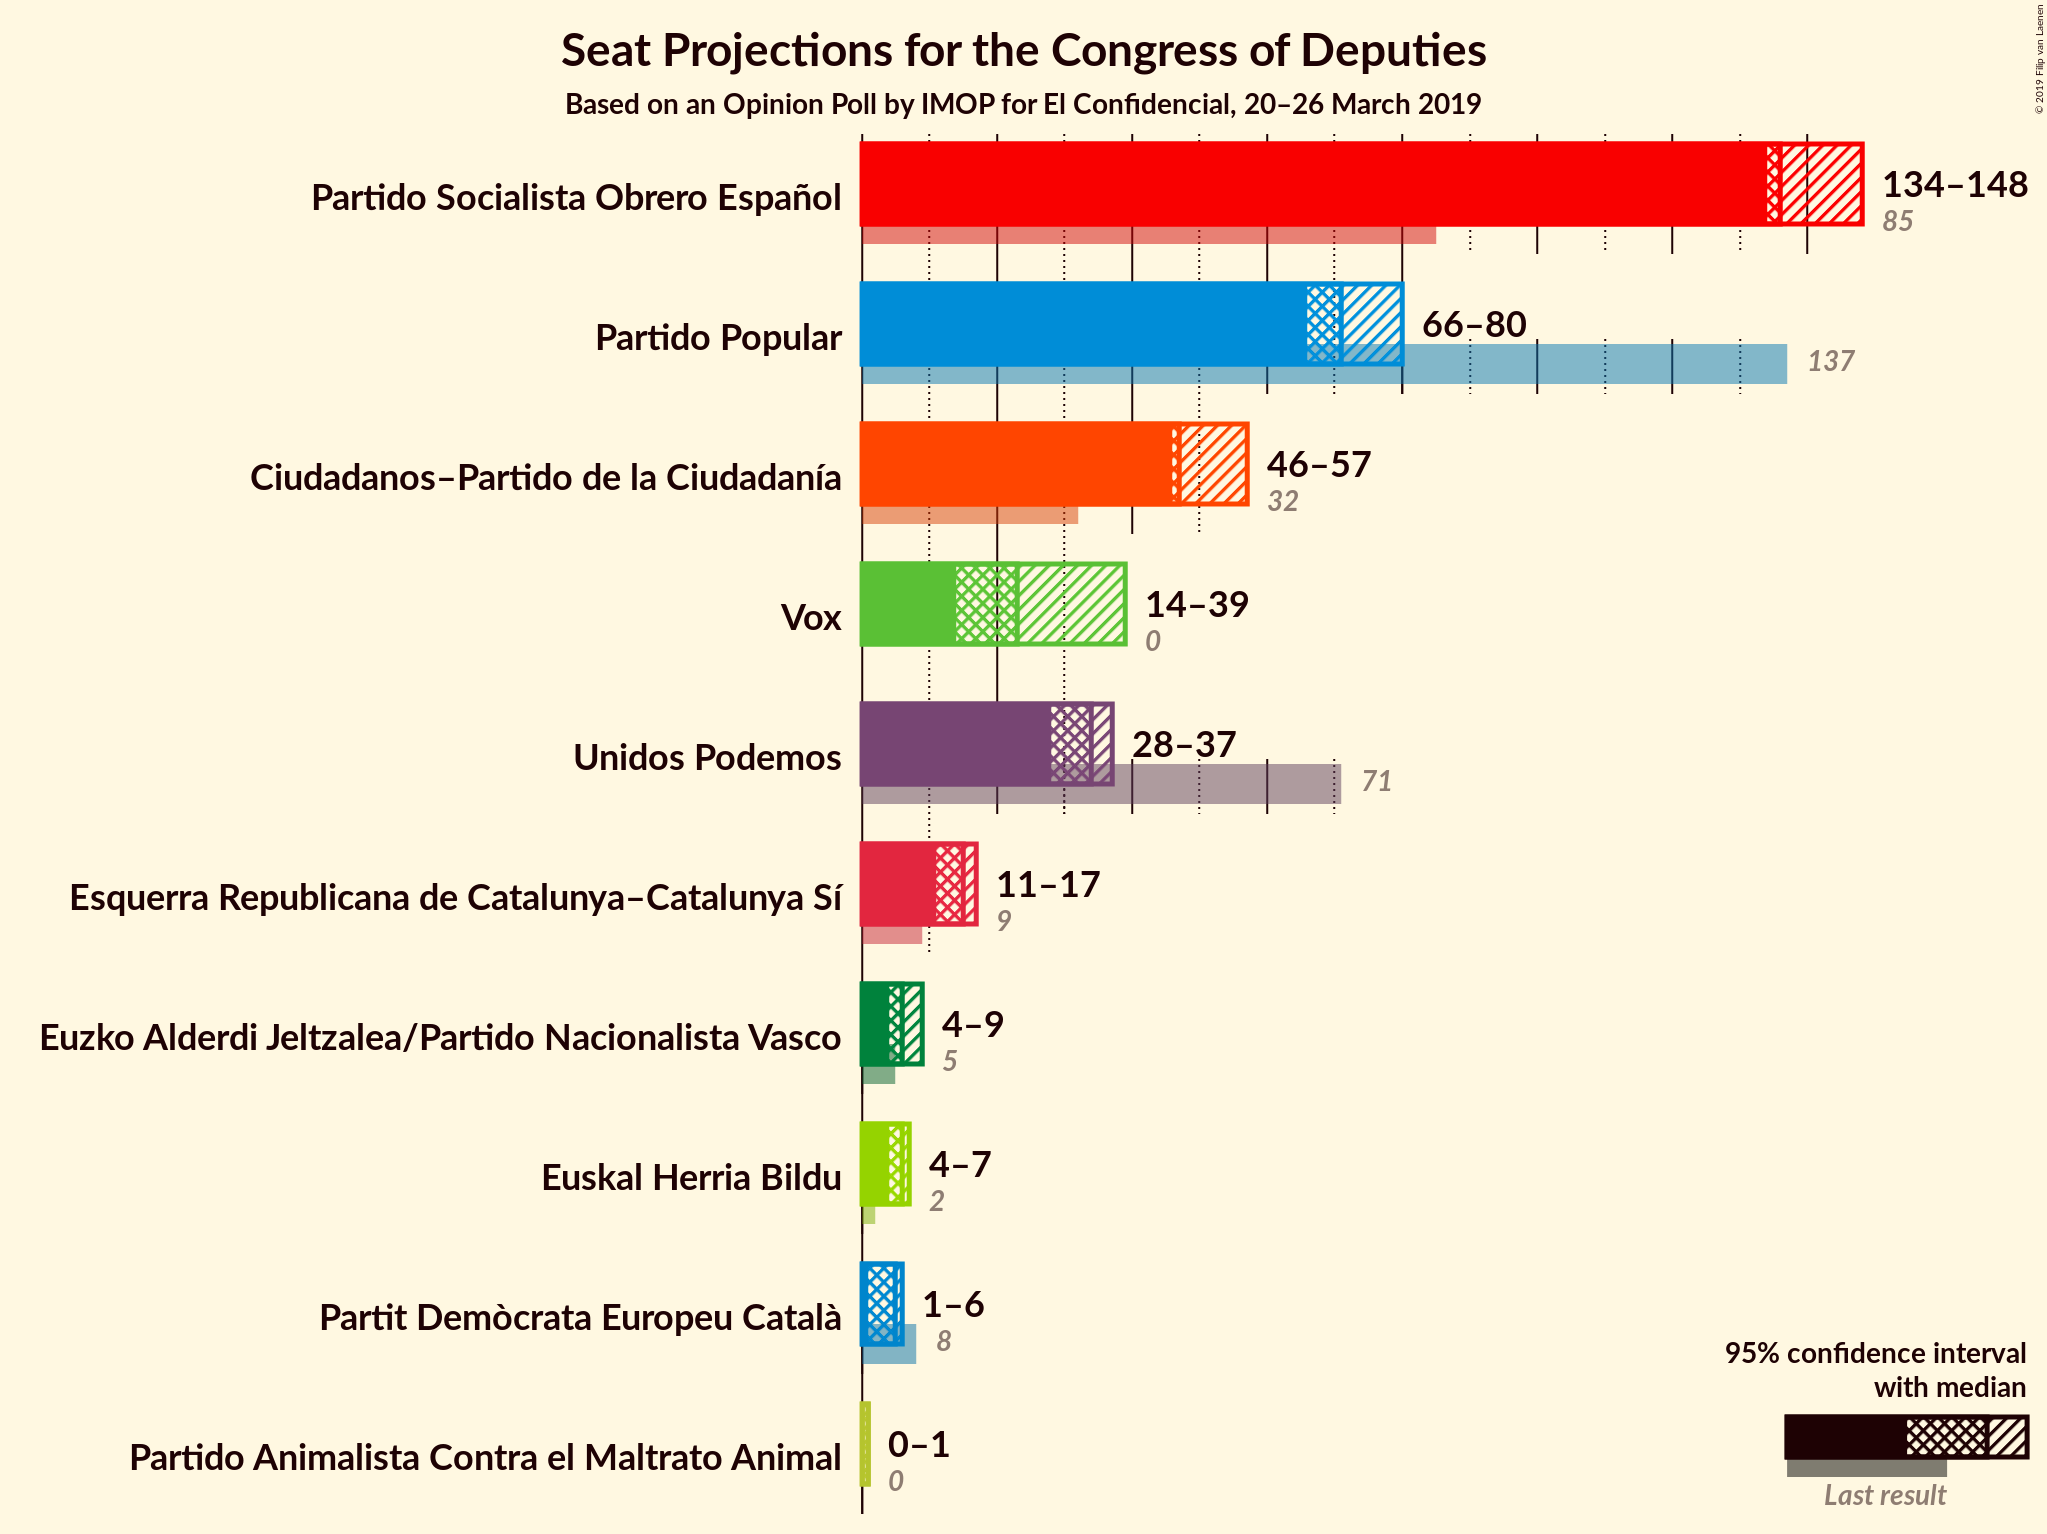 Seat Projections for the Congress of Deputies
Based on an Opinion Poll by IMOP for El Confidencial, 20–26 March 2019
© 2019 Filip van Laenen
Partido Socialista Obrero Español
134–148
85
Partido Popular
66–80
137
Ciudadanos–Partido de la Ciudadanía
46–57
32
Vox
14–39
0
Unidos Podemos
28–37
71
Esquerra Republicana de Catalunya–Catalunya Sí
11–17
9
Euzko Alderdi Jeltzalea/Partido Nacionalista Vasco
4–9
5
Euskal Herria Bildu
4–7
2
Partit Demòcrata Europeu Català
1–6
8
Partido Animalista Contra el Maltrato Animal
0–1
0
95% confidence interval
with median
Last result